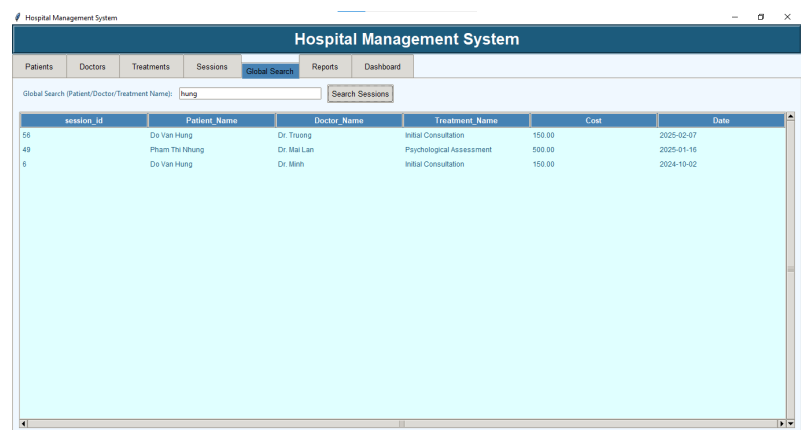 Hospital Management System
Hospital Management System
Patients Doctors Treatments Sessions Global Search Reports Dashboard
Global Search (Patient/Doctor/Treatment Name): hung Search Sessions
session_id Patient_Name Doctor_Name Treatment_Name Cost Date
56 Do Van Hung Dr. Truong Initial Consultation 150.00 2025-02-07
49 Pham Thi Nhung Dr. Mai Lan Psychological Assessment 500.00 2025-01-16
6 Do Van Hung Dr. Minh Initial Consultation 150.00 2024-10-02